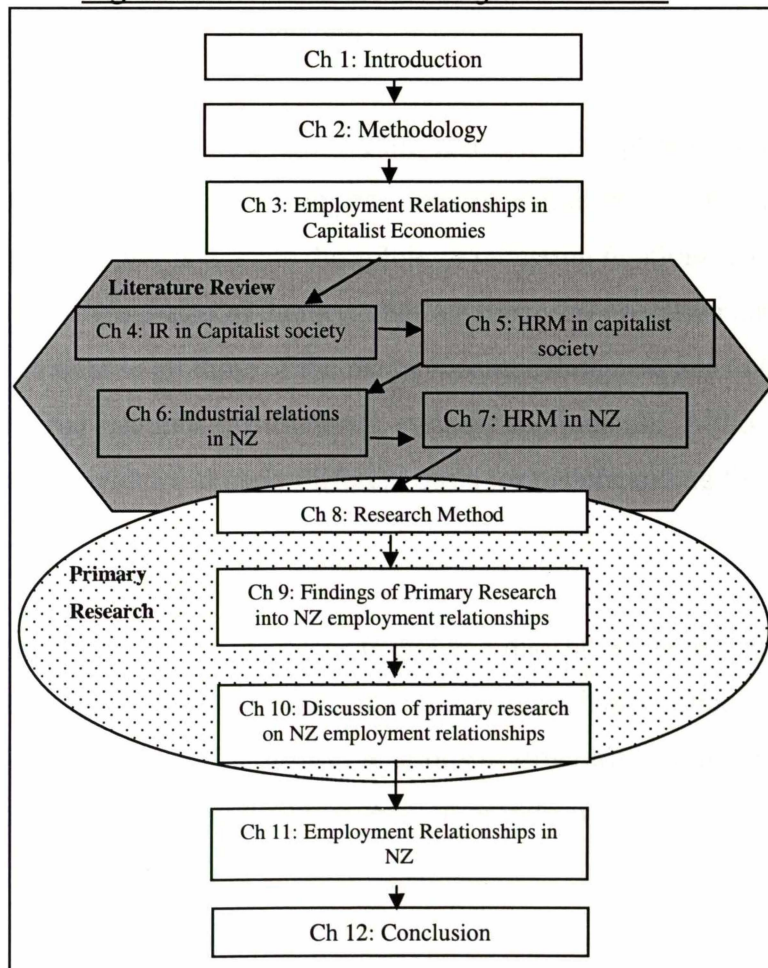 Ch 1: Introduction
Ch 2: Methodology
Ch 3: Employment Relationships in
Capitalist Economies
Literature Review
Ch 4: IR in Capitalist society
Ch 5: HRM in capitalist
society
Ch 6: Industrial relations
in NZ
Ch 7: HRM in NZ
Ch 8: Research Method
Primary
Research
Ch 9: Findings of Primary Research
into NZ employment relationships
Ch 10: Discussion of primary research
on NZ employment relationships
Ch 11: Employment Relationships in
NZ
Ch 12: Conclusion